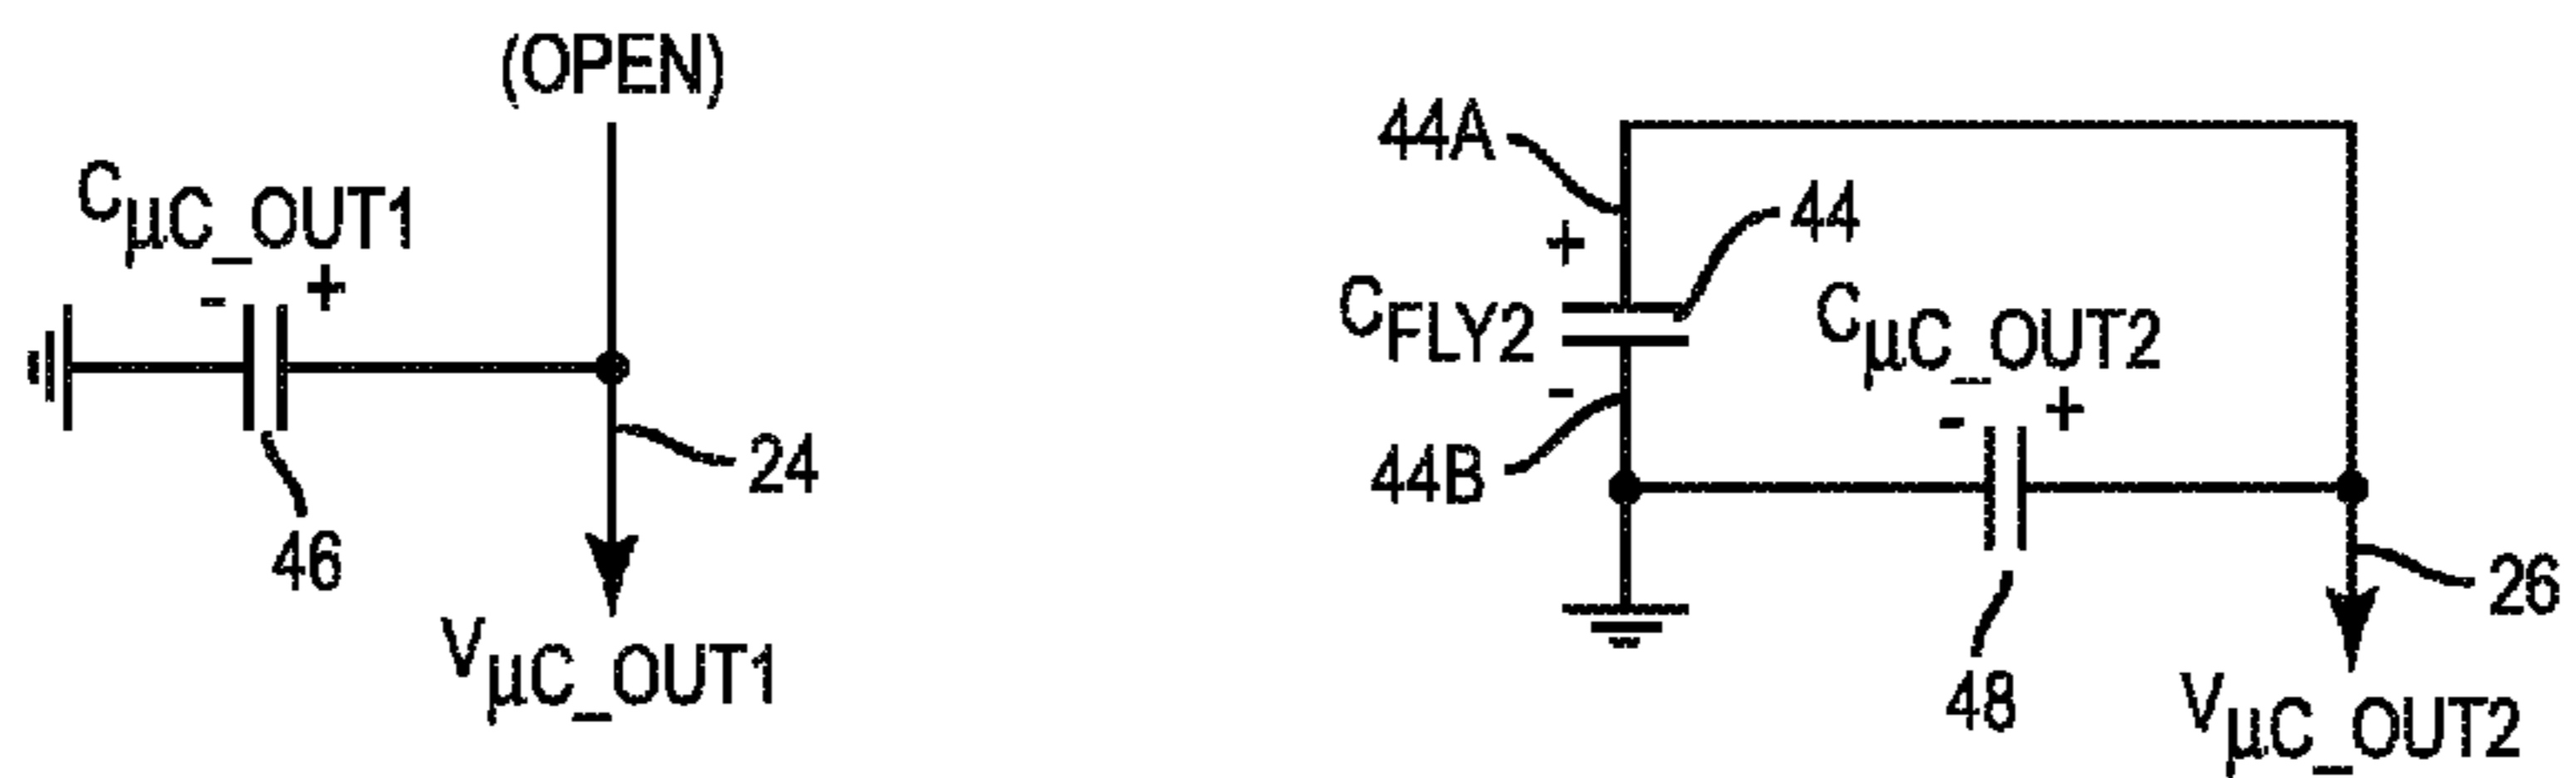 (OPEN)
CμC_OUT1
- +
46
24
VμC_OUT1
44A
+
44
CFLY2
-
44B
CμC_OUT2
- +
48
26
VμC_OUT2